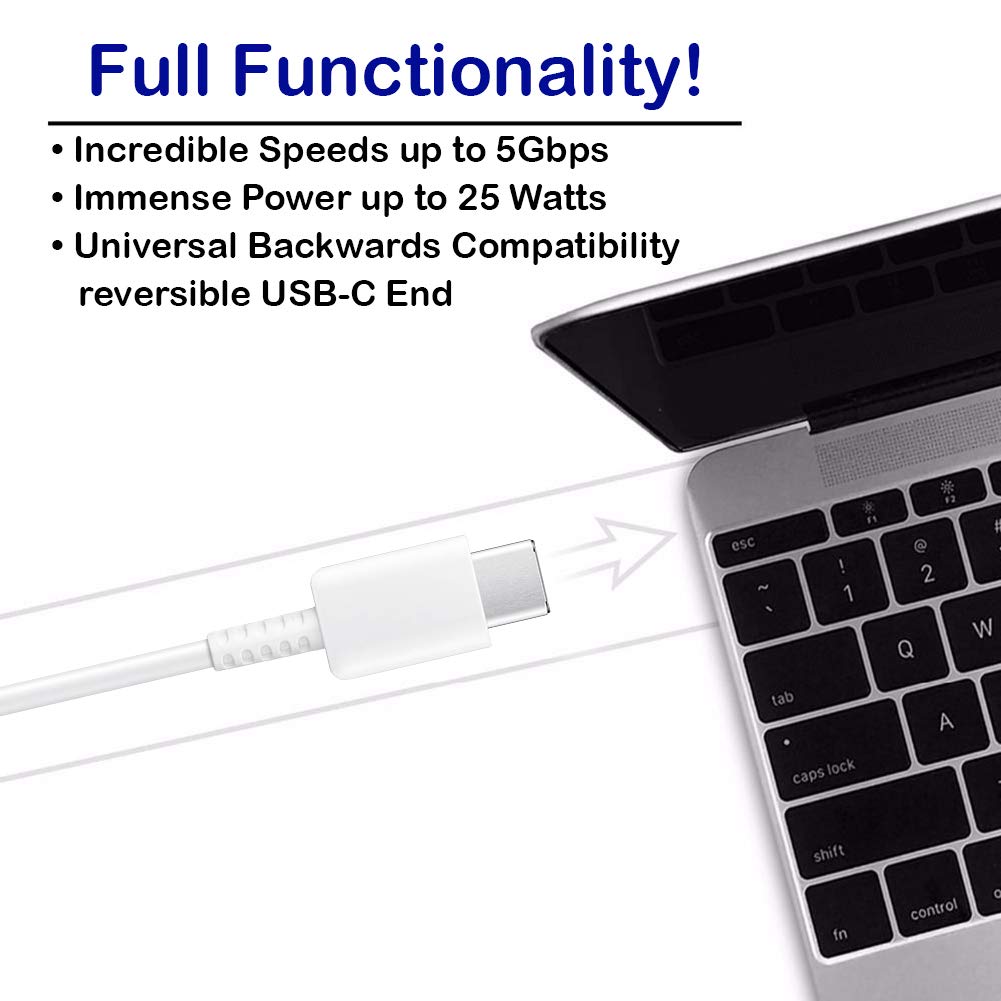 Full Functionality!
• Incredible Speeds up to 5Gbps
• Immense Power up to 25 Watts
• Universal Backwards Compatibility
reversible USB-C End
esc
F1
F2
~
`
!
1
@
2
#
tab
Q
W
caps lock
A
shift
fn
control